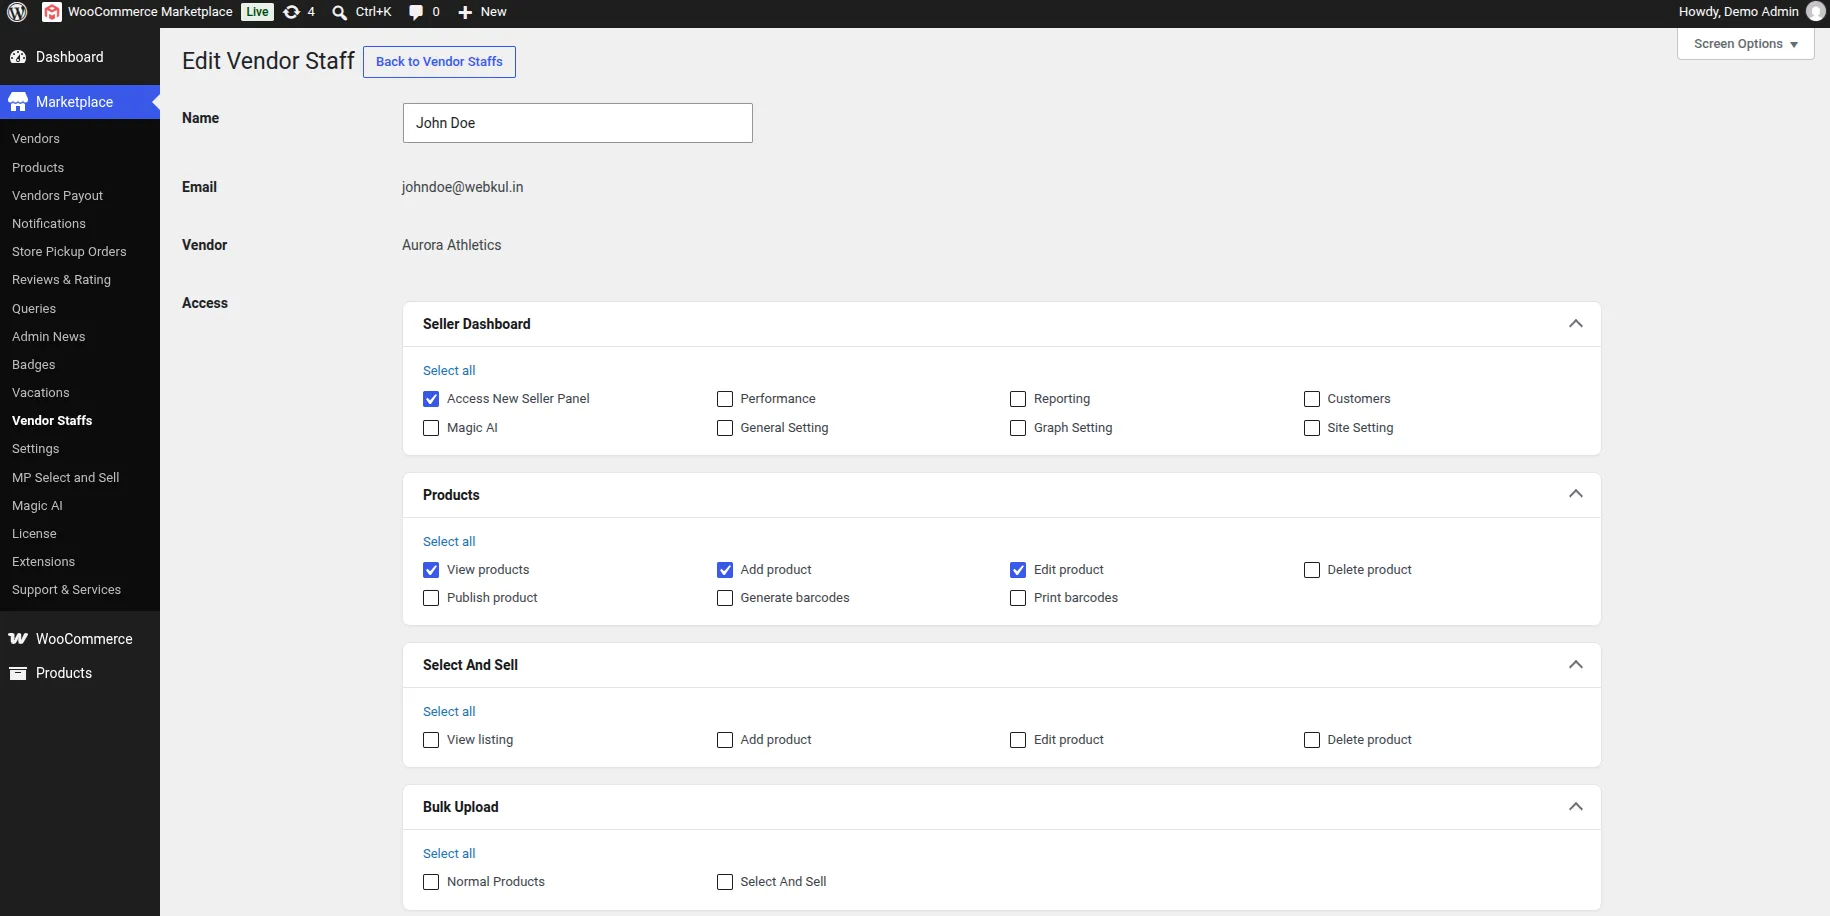 WooCommerce Marketplace Live 4 Ctrl+K 0 New Howdy, Demo Admin
Screen Options
Dashboard
Marketplace
Vendors
Products
Vendors Payout
Notifications
Store Pickup Orders
Reviews & Rating
Queries
Admin News
Badges
Vacations
Vendor Staffs
Settings
MP Select and Sell
Magic AI
License
Extensions
Support & Services
WooCommerce
Products
Edit Vendor Staff Back to Vendor Staffs
Name John Doe
Email johndoe@webkul.in
Vendor Aurora Athletics
Access
Seller Dashboard
Select all
Access New Seller Panel Performance Reporting Customers
Magic AI General Setting Graph Setting Site Setting
Products
Select all
View products Add product Edit product Delete product
Publish product Generate barcodes Print barcodes
Select And Sell
Select all
View listing Add product Edit product Delete product
Bulk Upload
Select all
Normal Products Select And Sell